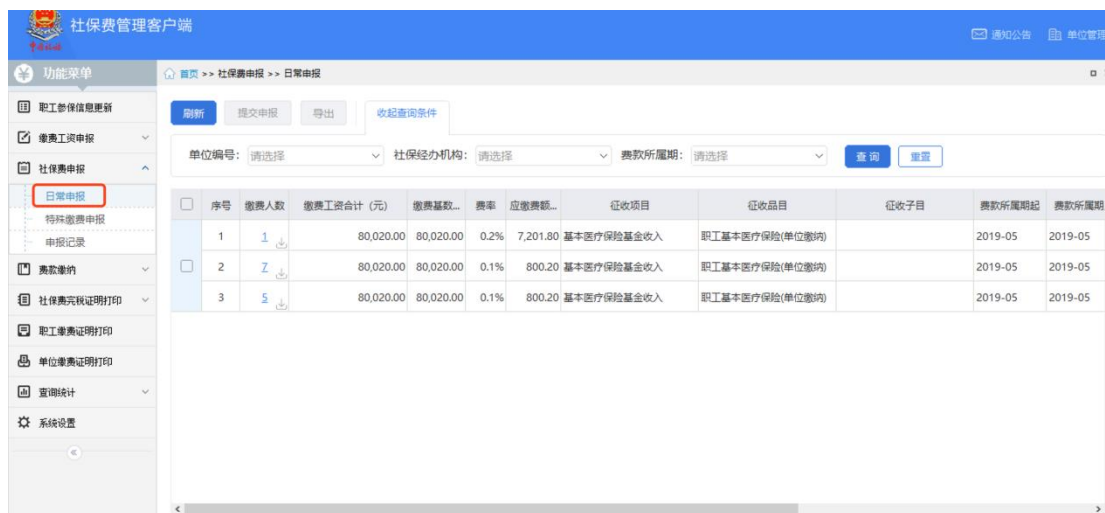 社保费管理客户端
中国税务
通知公告 单位管理
功能菜单
首页 >> 社保费申报 >> 日常申报
职工参保信息更新
缴费工资申报
社保费申报
日常申报
特殊缴费申报
申报记录
费款缴纳
社保费完税证明打印
职工缴费证明打印
单位缴费证明打印
查询统计
系统设置
刷新 提交申报 导出 收起查询条件
单位编号: 请选择 社保经办机构: 请选择 费款所属期: 请选择 查询 重置
序号 缴费人数 缴费工资合计（元） 缴费基数... 费率 应缴费额... 征收项目 征收品目 征收子目 费款所属期起 费款所属期
1 1 80,020.00 80,020.00 0.2% 7,201.80 基本医疗保险基金收入 职工基本医疗保险(单位缴纳) 2019-05 2019-05
2 7 80,020.00 80,020.00 0.1% 800.20 基本医疗保险基金收入 职工基本医疗保险(单位缴纳) 2019-05 2019-05
3 5 80,020.00 80,020.00 0.1% 800.20 基本医疗保险基金收入 职工基本医疗保险(单位缴纳) 2019-05 2019-05